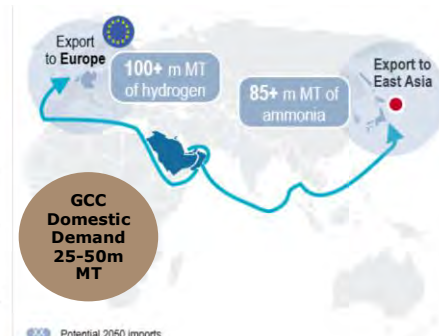 Export
to Europe
100+ m MT
of hydrogen
Export to
East Asia
85+ m MT of
ammonia
GCC
Domestic
Demand
25-50m
MT
Potential 2050 imports